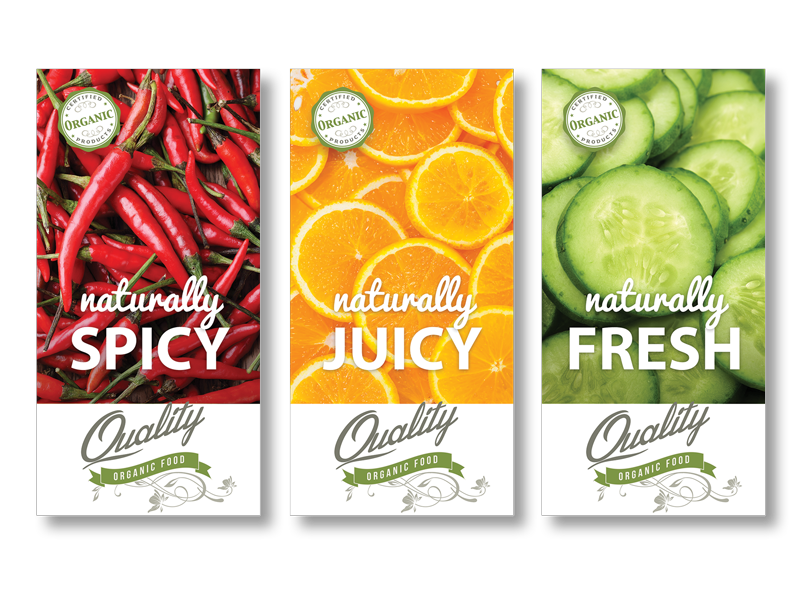 CERTIFIED
ORGANIC
PRODUCTS
naturally
SPICY
Quality
ORGANIC FOOD
CERTIFIED
ORGANIC
PRODUCTS
naturally
JUICY
Quality
ORGANIC FOOD
CERTIFIED
ORGANIC
PRODUCTS
naturally
FRESH
Quality
ORGANIC FOOD